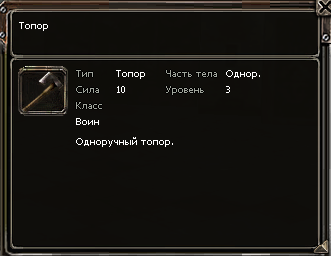 Топор
Тип Топор Часть тела Однор.
Сила 10 Уровень 3
Класс
Воин
Одноручный топор.